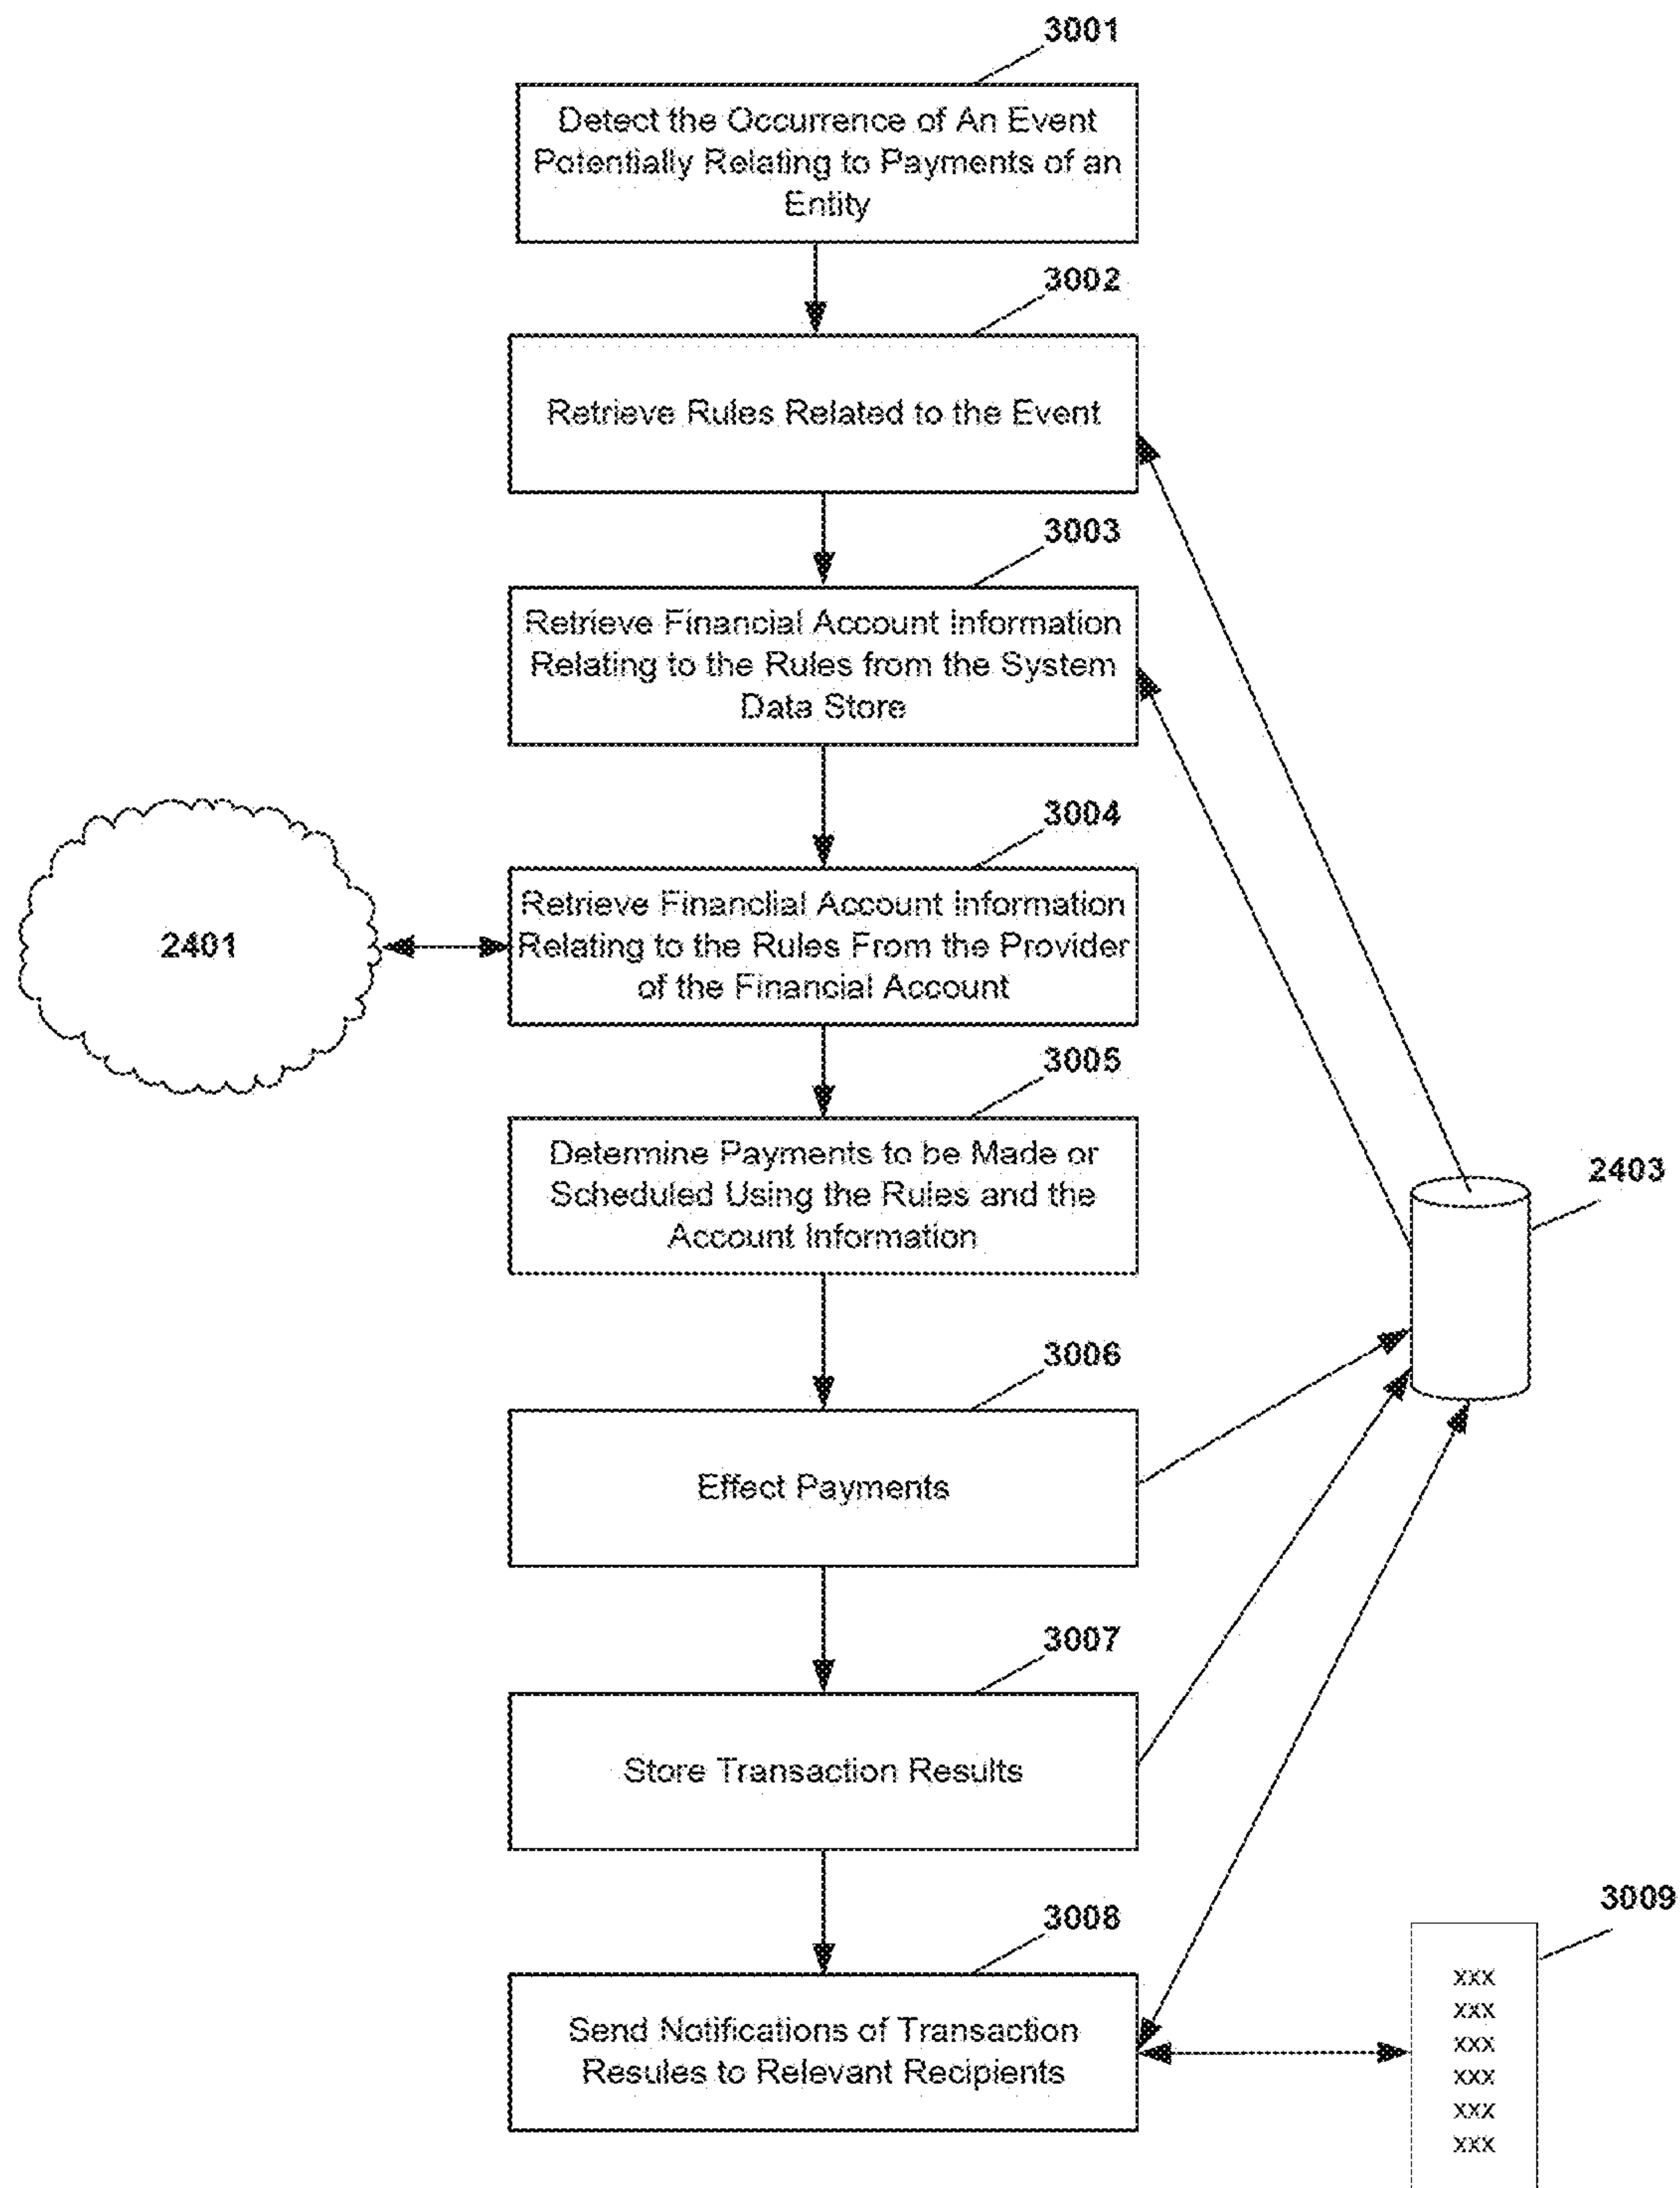 3001
Detect the Occurrence of An Event
Potentially Relating to Payments of an
Entity
3002
Retrieve Rules Related to the Event
3003
Retrieve Financial Account Information
Relating to the Rules from the System
Data Store
3004
Retrieve Financlial Account Information
Relating to the Rules From the Provider
of the Financial Account
2401
3005
Determine Payments to be Made or
Scheduled Using the Rules and the
Account Information
2403
3006
Effect Payments
3007
Store Transaction Results
3008
Send Notifications of Transaction
Resules to Relevant Recipients
3009
xxx
xxx
xxx
xxx
xxx
xxx